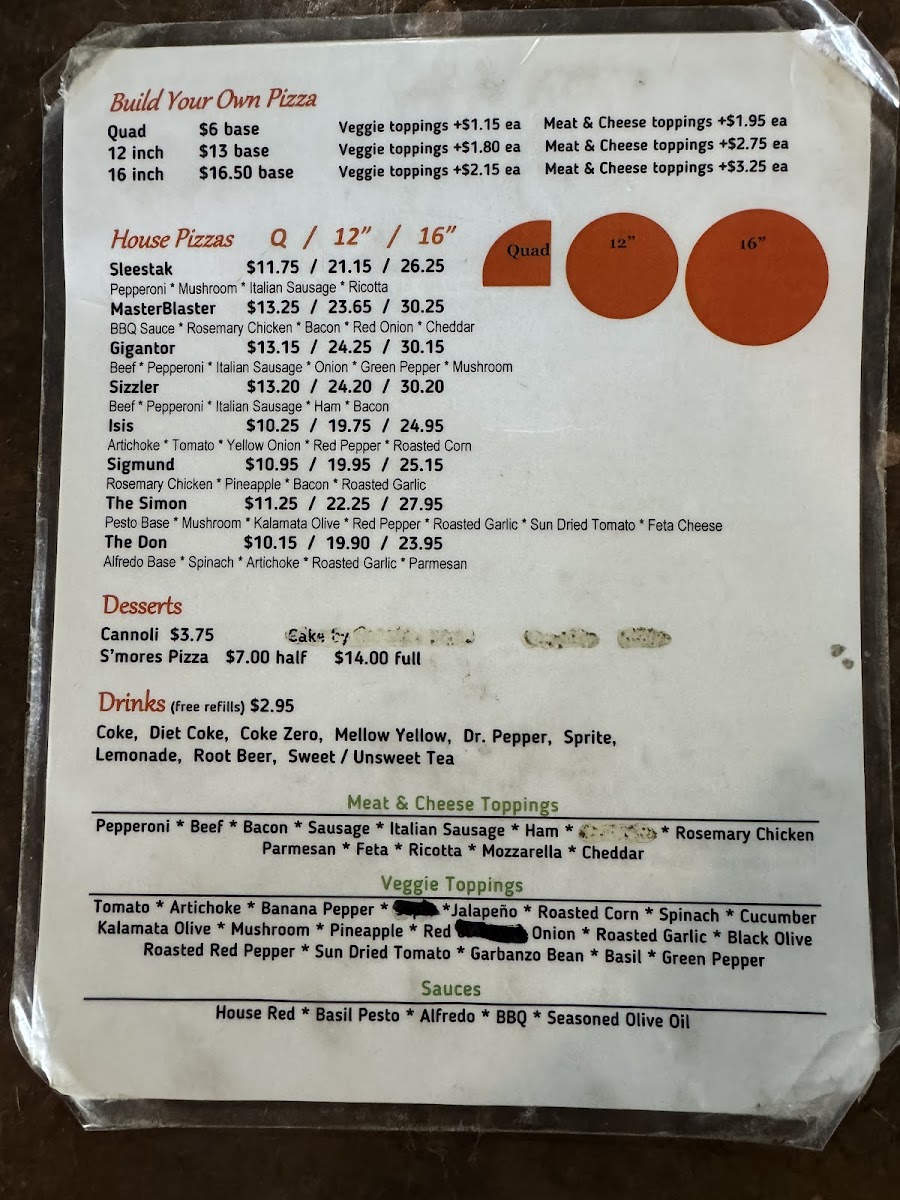 Build Your Own Pizza
Quad $6 base Veggie toppings +$1.15 ea Meat & Cheese toppings +$1.95 ea
12 inch $13 base Veggie toppings +$1.80 ea Meat & Cheese toppings +$2.75 ea
16 inch $16.50 base Veggie toppings +$2.15 ea Meat & Cheese toppings +$3.25 ea
House Pizzas Q / 12” / 16”
Quad 12” 16”
Sleestak $11.75 / 21.15 / 26.25
Pepperoni * Mushroom * Italian Sausage * Ricotta
MasterBlaster $13.25 / 23.65 / 30.25
BBQ Sauce * Rosemary Chicken * Bacon * Red Onion * Cheddar
Gigantor $13.15 / 24.25 / 30.15
Beef * Pepperoni * Italian Sausage * Onion * Green Pepper * Mushroom
Sizzler $13.20 / 24.20 / 30.20
Beef * Pepperoni * Italian Sausage * Ham * Bacon
Isis $10.25 / 19.75 / 24.95
Artichoke * Tomato * Yellow Onion * Red Pepper * Roasted Corn
Sigmund $10.95 / 19.95 / 25.15
Rosemary Chicken * Pineapple * Bacon * Roasted Garlic
The Simon $11.25 / 22.25 / 27.95
Pesto Base * Mushroom * Kalamata Olive * Red Pepper * Roasted Garlic * Sun Dried Tomato * Feta Cheese
The Don $10.15 / 19.90 / 23.95
Alfredo Base * Spinach * Artichoke * Roasted Garlic * Parmesan
Desserts
Cannoli $3.75 Cake by
S’mores Pizza $7.00 half $14.00 full
Drinks (free refills) $2.95
Coke, Diet Coke, Coke Zero, Mellow Yellow, Dr. Pepper, Sprite,
Lemonade, Root Beer, Sweet / Unsweet Tea
Meat & Cheese Toppings
Pepperoni * Beef * Bacon * Sausage * Italian Sausage * Ham * * Rosemary Chicken
Parmesan * Feta * Ricotta * Mozzarella * Cheddar
Veggie Toppings
Tomato * Artichoke * Banana Pepper * *Jalapeño * Roasted Corn * Spinach * Cucumber
Kalamata Olive * Mushroom * Pineapple * Red Onion * Roasted Garlic * Black Olive
Roasted Red Pepper * Sun Dried Tomato * Garbanzo Bean * Basil * Green Pepper
Sauces
House Red * Basil Pesto * Alfredo * BBQ * Seasoned Olive Oil